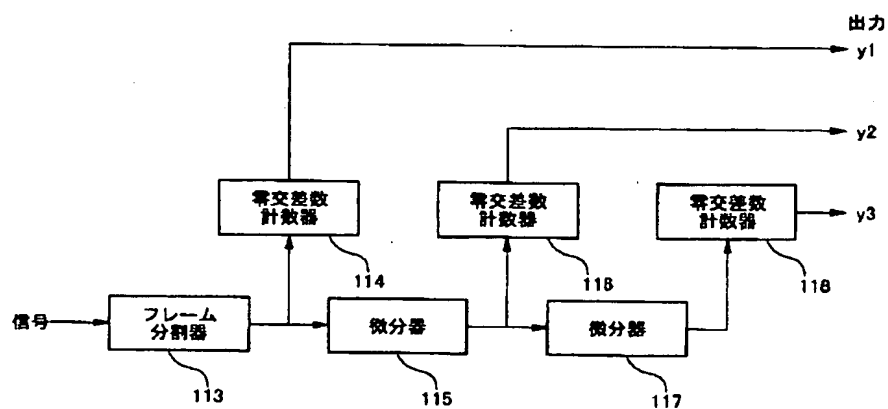 出力
y1
y2
零交差数
計数器
零交差数
計数器
零交差数
計数器
y3
114
118
118
信号
フレーム
分割器
微分器
微分器
113
115
117